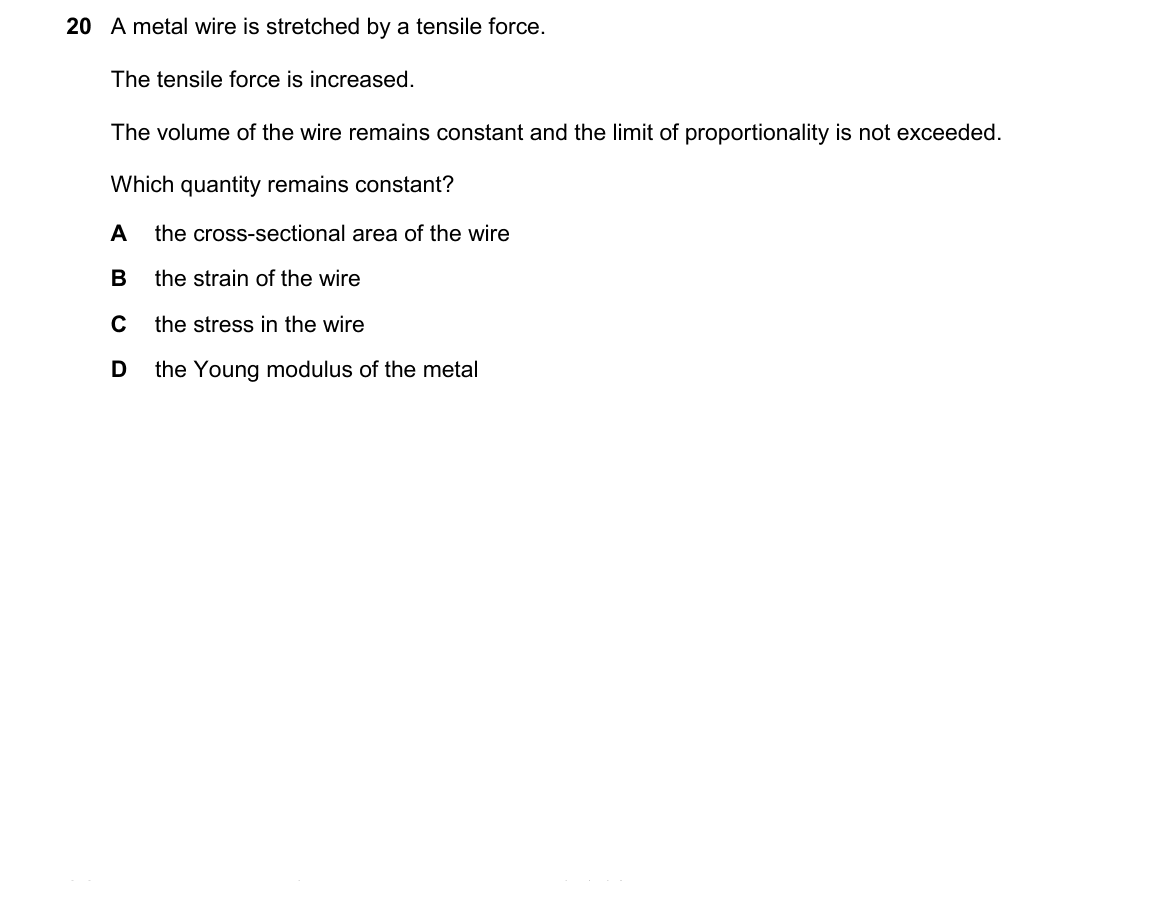 20 A metal wire is stretched by a tensile force.
The tensile force is increased.
The volume of the wire remains constant and the limit of proportionality is not exceeded.
Which quantity remains constant?
A the cross-sectional area of the wire
B the strain of the wire
C the stress in the wire
D the Young modulus of the metal